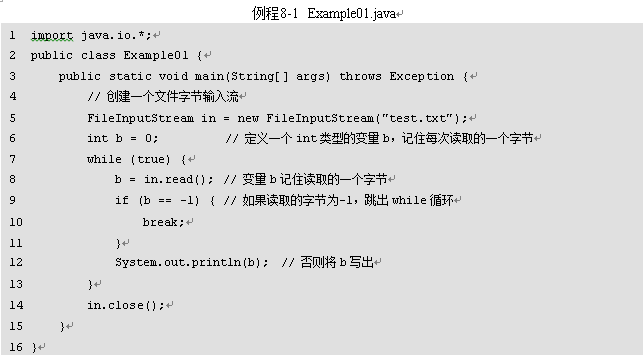 例程8-1 Example01.java
1 import java.io.*;
2 public class Example01 {
3 public static void main(String[] args) throws Exception {
4 // 创建一个文件字节输入流
5 FileInputStream in = new FileInputStream("test.txt");
6 int b = 0; // 定义一个 int 类型的变量 b，记住每次读取的一个字节
7 while (true) {
8 b = in.read(); // 变量 b 记住读取的一个字节
9 if (b == -1) { // 如果读取的字节为-1，跳出 while 循环
10 break;
11 }
12 System.out.println(b); // 否则将 b 写出
13 }
14 in.close();
15 }
16 }